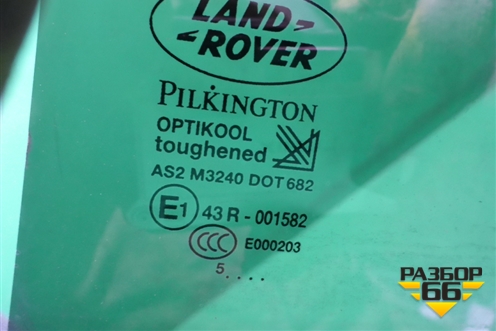 LAND
ROVER
PILKINGTON
OPTIKOOL
toughened
AS2 M3240 DOT 682
E1 43 R - 001582
CCC E000203
5. . . .
РАЗБОР
66